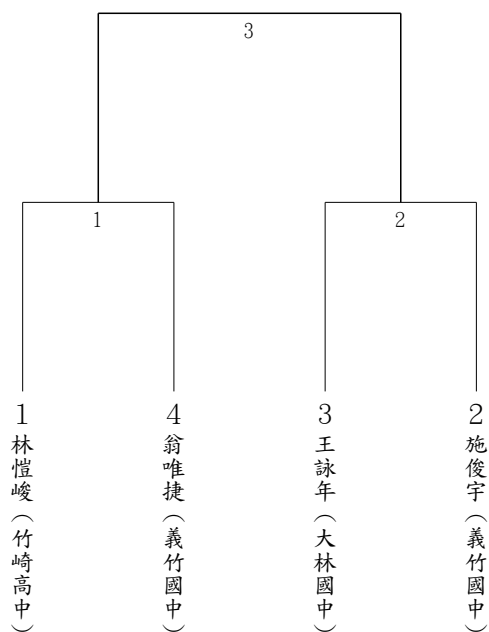 3
1
2
1 林愷峻(竹崎高中)
4 翁唯捷(義竹國中)
3 王詠年(大林國中)
2 施俊宇(義竹國中)